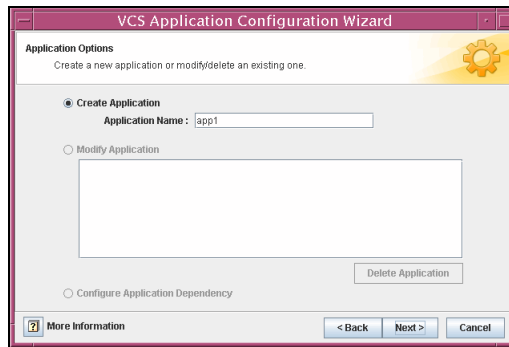 VCS Application Configuration Wizard
Application Options
Create a new application or modify/delete an existing one.
Create Application
Application Name : app1
Modify Application
Delete Application
Configure Application Dependency
? More Information
< Back Next > Cancel